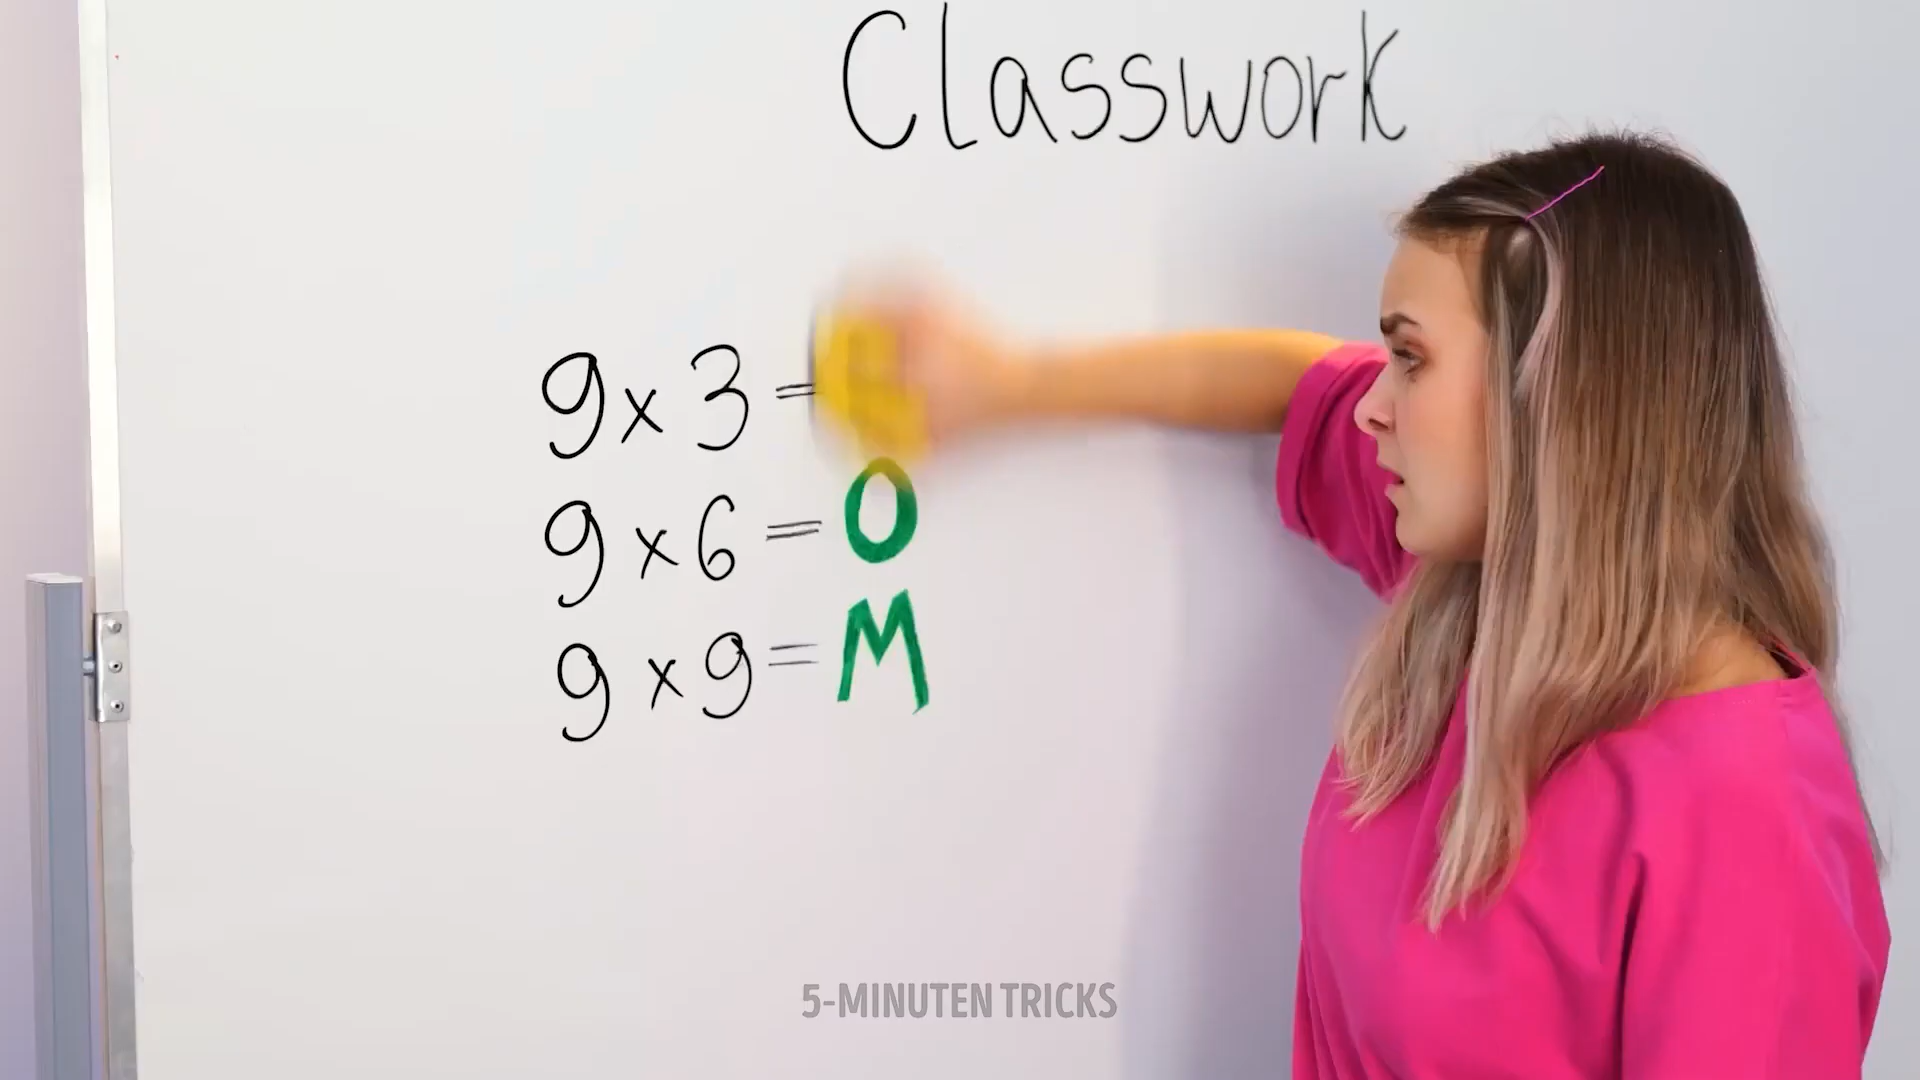 Classwork
9x3=
9x6=O
9x9=M
5-MINUTEN TRICKS